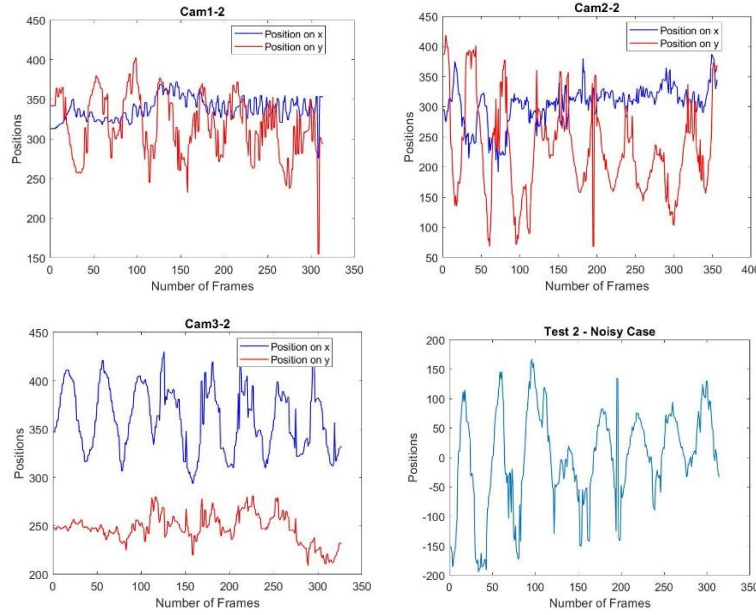 Cam1-2
Position on x
Position on y
Positions
450
400
350
300
250
200
150
0 50 100 150 200 250 300 350
Number of Frames
Cam2-2
Position on x
Position on y
Positions
450
400
350
300
250
200
150
100
50
0 50 100 150 200 250 300 350 400
Number of Frames
Cam3-2
Position on x
Position on y
Positions
450
400
350
300
250
200
0 50 100 150 200 250 300 350
Number of Frames
Test 2 - Noisy Case
Positions
200
150
100
50
0
-50
-100
-150
-200
0 50 100 150 200 250 300 350
Number of Frames